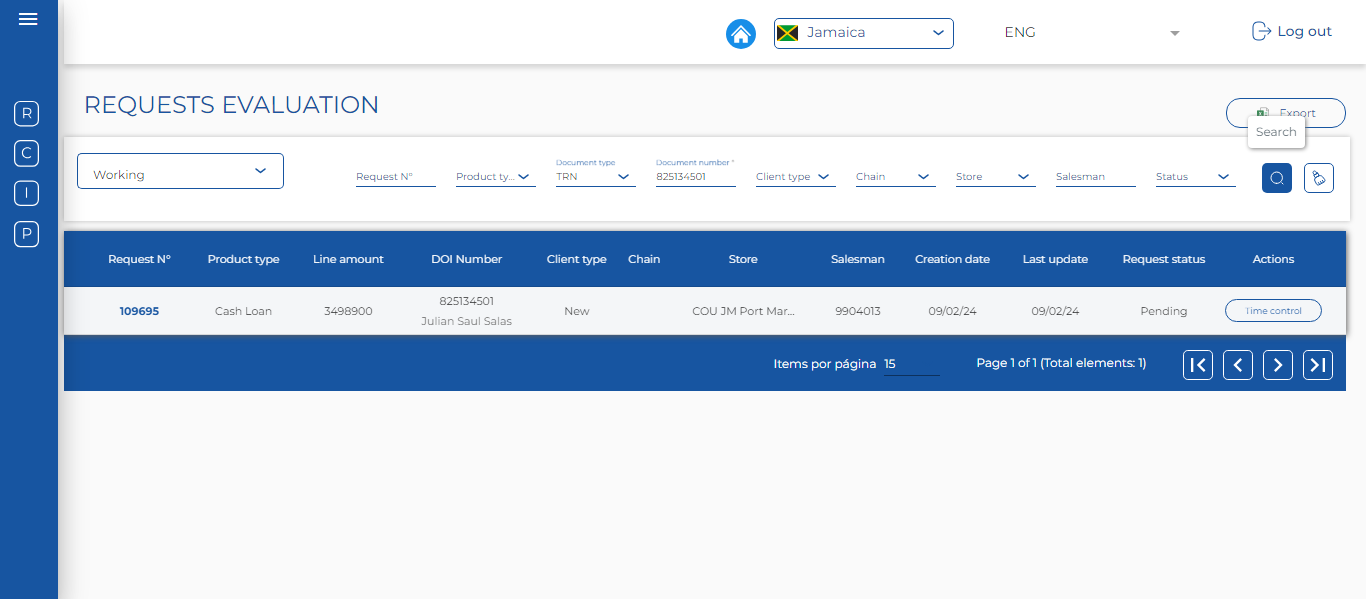 Jamaica
ENG
Log out
REQUESTS EVALUATION
Export
Search
Working
Request N°
Product ty...
Document type
TRN
Document number *
825134501
Client type
Chain
Store
Salesman
Status
R
C
I
P
Request N° Product type Line amount DOI Number Client type Chain Store Salesman Creation date Last update Request status Actions
109695 Cash Loan 3498900 825134501 New COU JM Port Mar... 9904013 09/02/24 09/02/24 Pending Time control
Julian Saul Salas
Items por página 15 Page 1 of 1 (Total elements: 1)